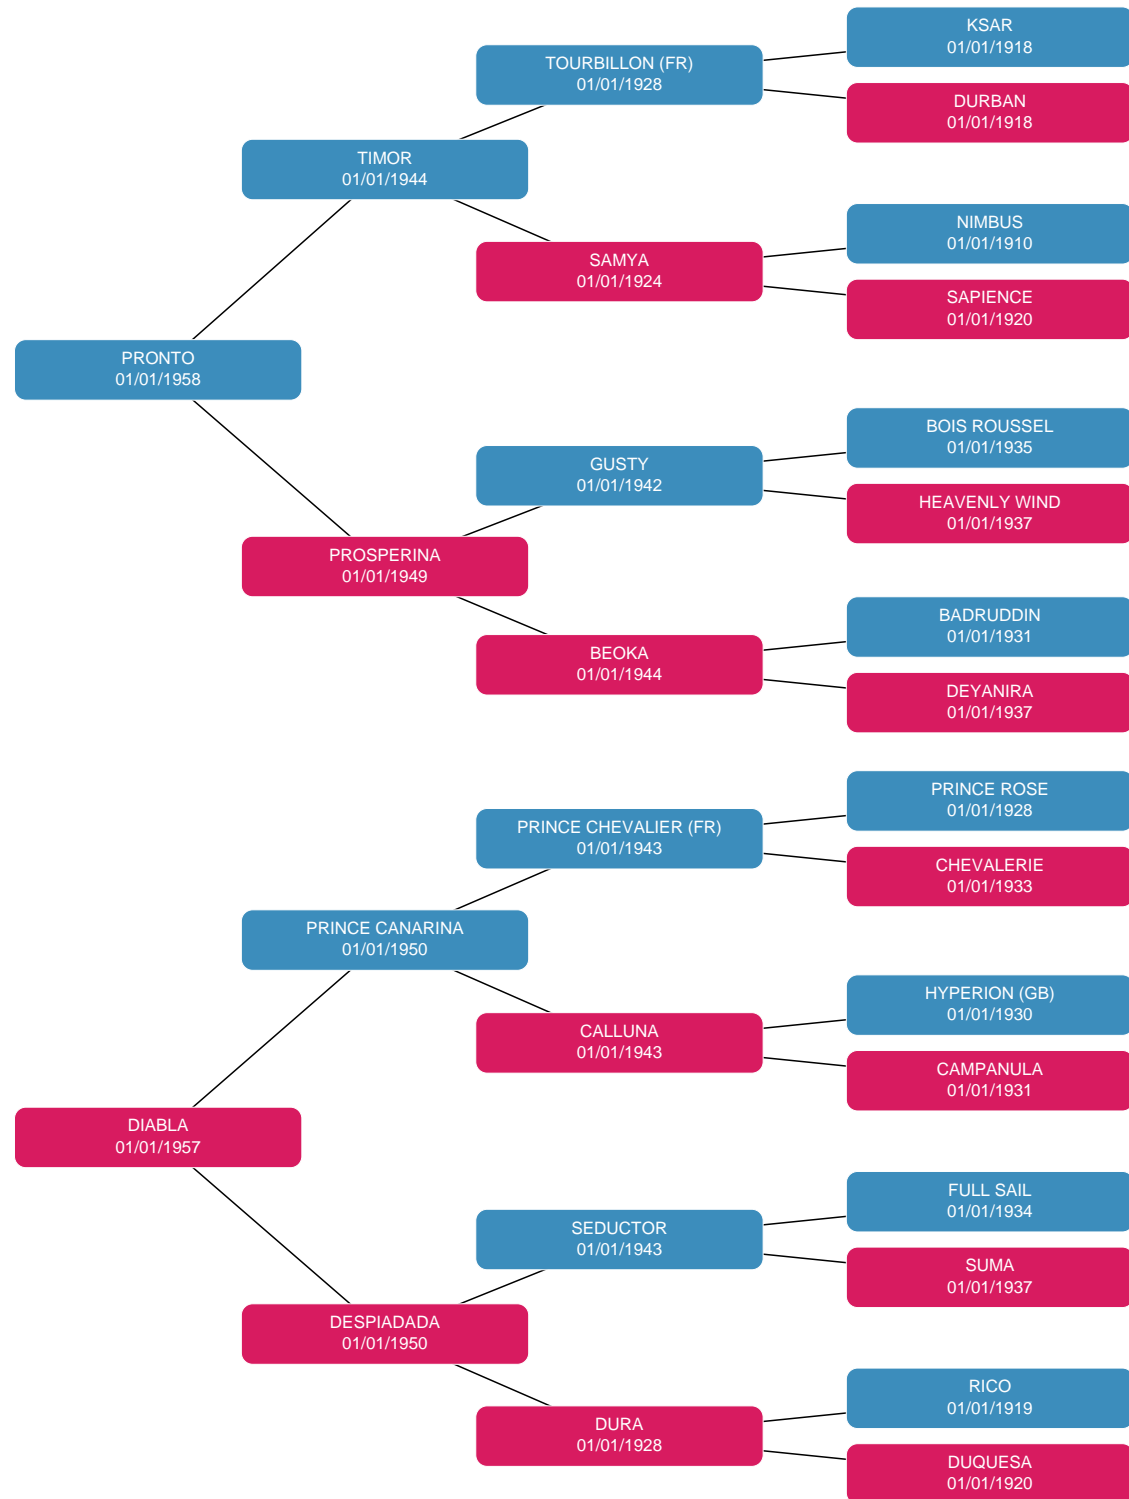 KSAR
01/01/1918
TOURBILLON (FR)
01/01/1928
DURBAN
01/01/1918
TIMOR
01/01/1944
NIMBUS
01/01/1910
SAMYA
01/01/1924
SAPIENCE
01/01/1920
PRONTO
01/01/1958
BOIS ROUSSEL
01/01/1935
GUSTY
01/01/1942
HEAVENLY WIND
01/01/1937
PROSPERINA
01/01/1949
BADRUDDIN
01/01/1931
BEOKA
01/01/1944
DEYANIRA
01/01/1937
PRINCE ROSE
01/01/1928
PRINCE CHEVALIER (FR)
01/01/1943
CHEVALERIE
01/01/1933
PRINCE CANARINA
01/01/1950
HYPERION (GB)
01/01/1930
CALLUNA
01/01/1943
CAMPANULA
01/01/1931
DIABLA
01/01/1957
FULL SAIL
01/01/1934
SEDUCTOR
01/01/1943
SUMA
01/01/1937
DESPIADADA
01/01/1950
RICO
01/01/1919
DURA
01/01/1928
DUQUESA
01/01/1920